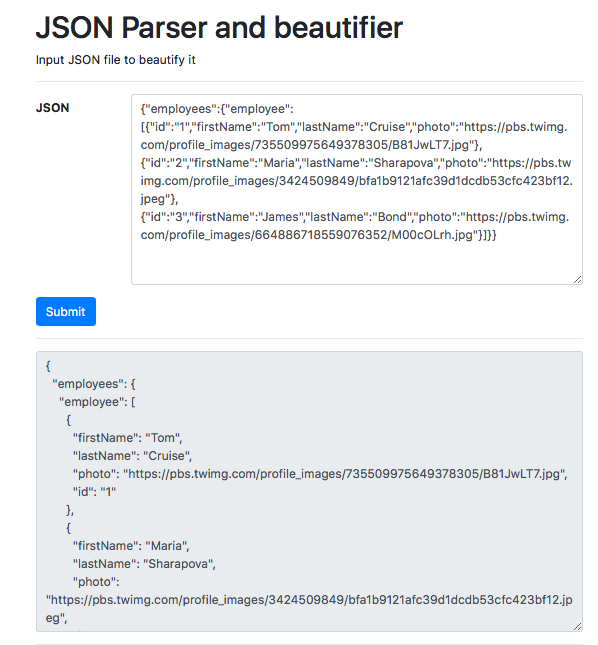 JSON Parser and beautifier
Input JSON file to beautify it
JSON
{"employees":{"employee":
[{"id":"1","firstName":"Tom","lastName":"Cruise","photo":"https://pbs.twimg.
com/profile_images/735509975649378305/B81JwLT7.jpg"},
{"id":"2","firstName":"Maria","lastName":"Sharapova","photo":"https://pbs.tw
img.com/profile_images/3424509849/bfa1b9121afc39d1dcdb53cfc423bf12.
jpeg"},
{"id":"3","firstName":"James","lastName":"Bond","photo":"https://pbs.twimg.
com/profile_images/664886718559076352/M00cOLrh.jpg"}]}}
Submit
{
"employees": {
"employee": [
{
"firstName": "Tom",
"lastName": "Cruise",
"photo": "https://pbs.twimg.com/profile_images/735509975649378305/B81JwLT7.jpg",
"id": "1"
},
{
"firstName": "Maria",
"lastName": "Sharapova",
"photo":
"https://pbs.twimg.com/profile_images/3424509849/bfa1b9121afc39d1dcdb53cfc423bf12.jp
eg",